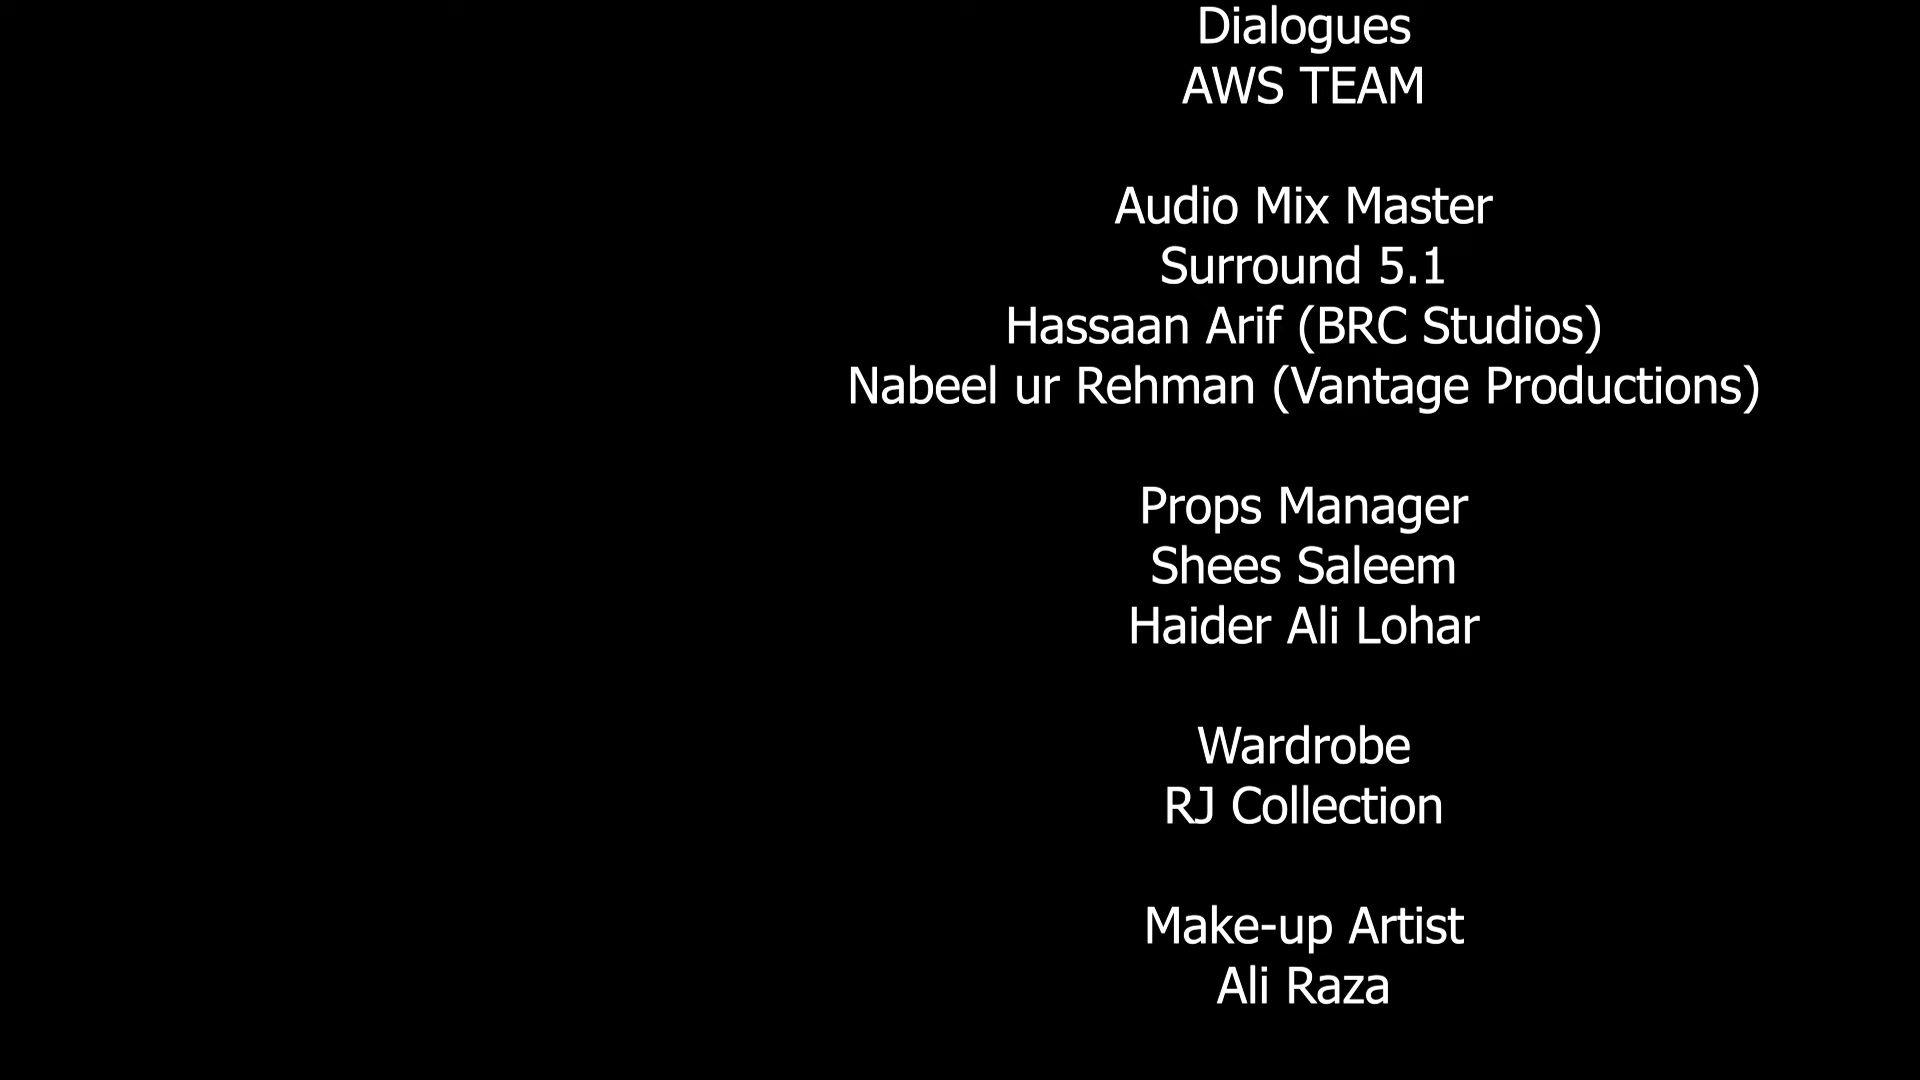 Dialogues
AWS TEAM
Audio Mix Master
Surround 5.1
Hassaan Arif (BRC Studios)
Nabeel ur Rehman (Vantage Productions)
Props Manager
Shees Saleem
Haider Ali Lohar
Wardrobe
RJ Collection
Make-up Artist
Ali Raza